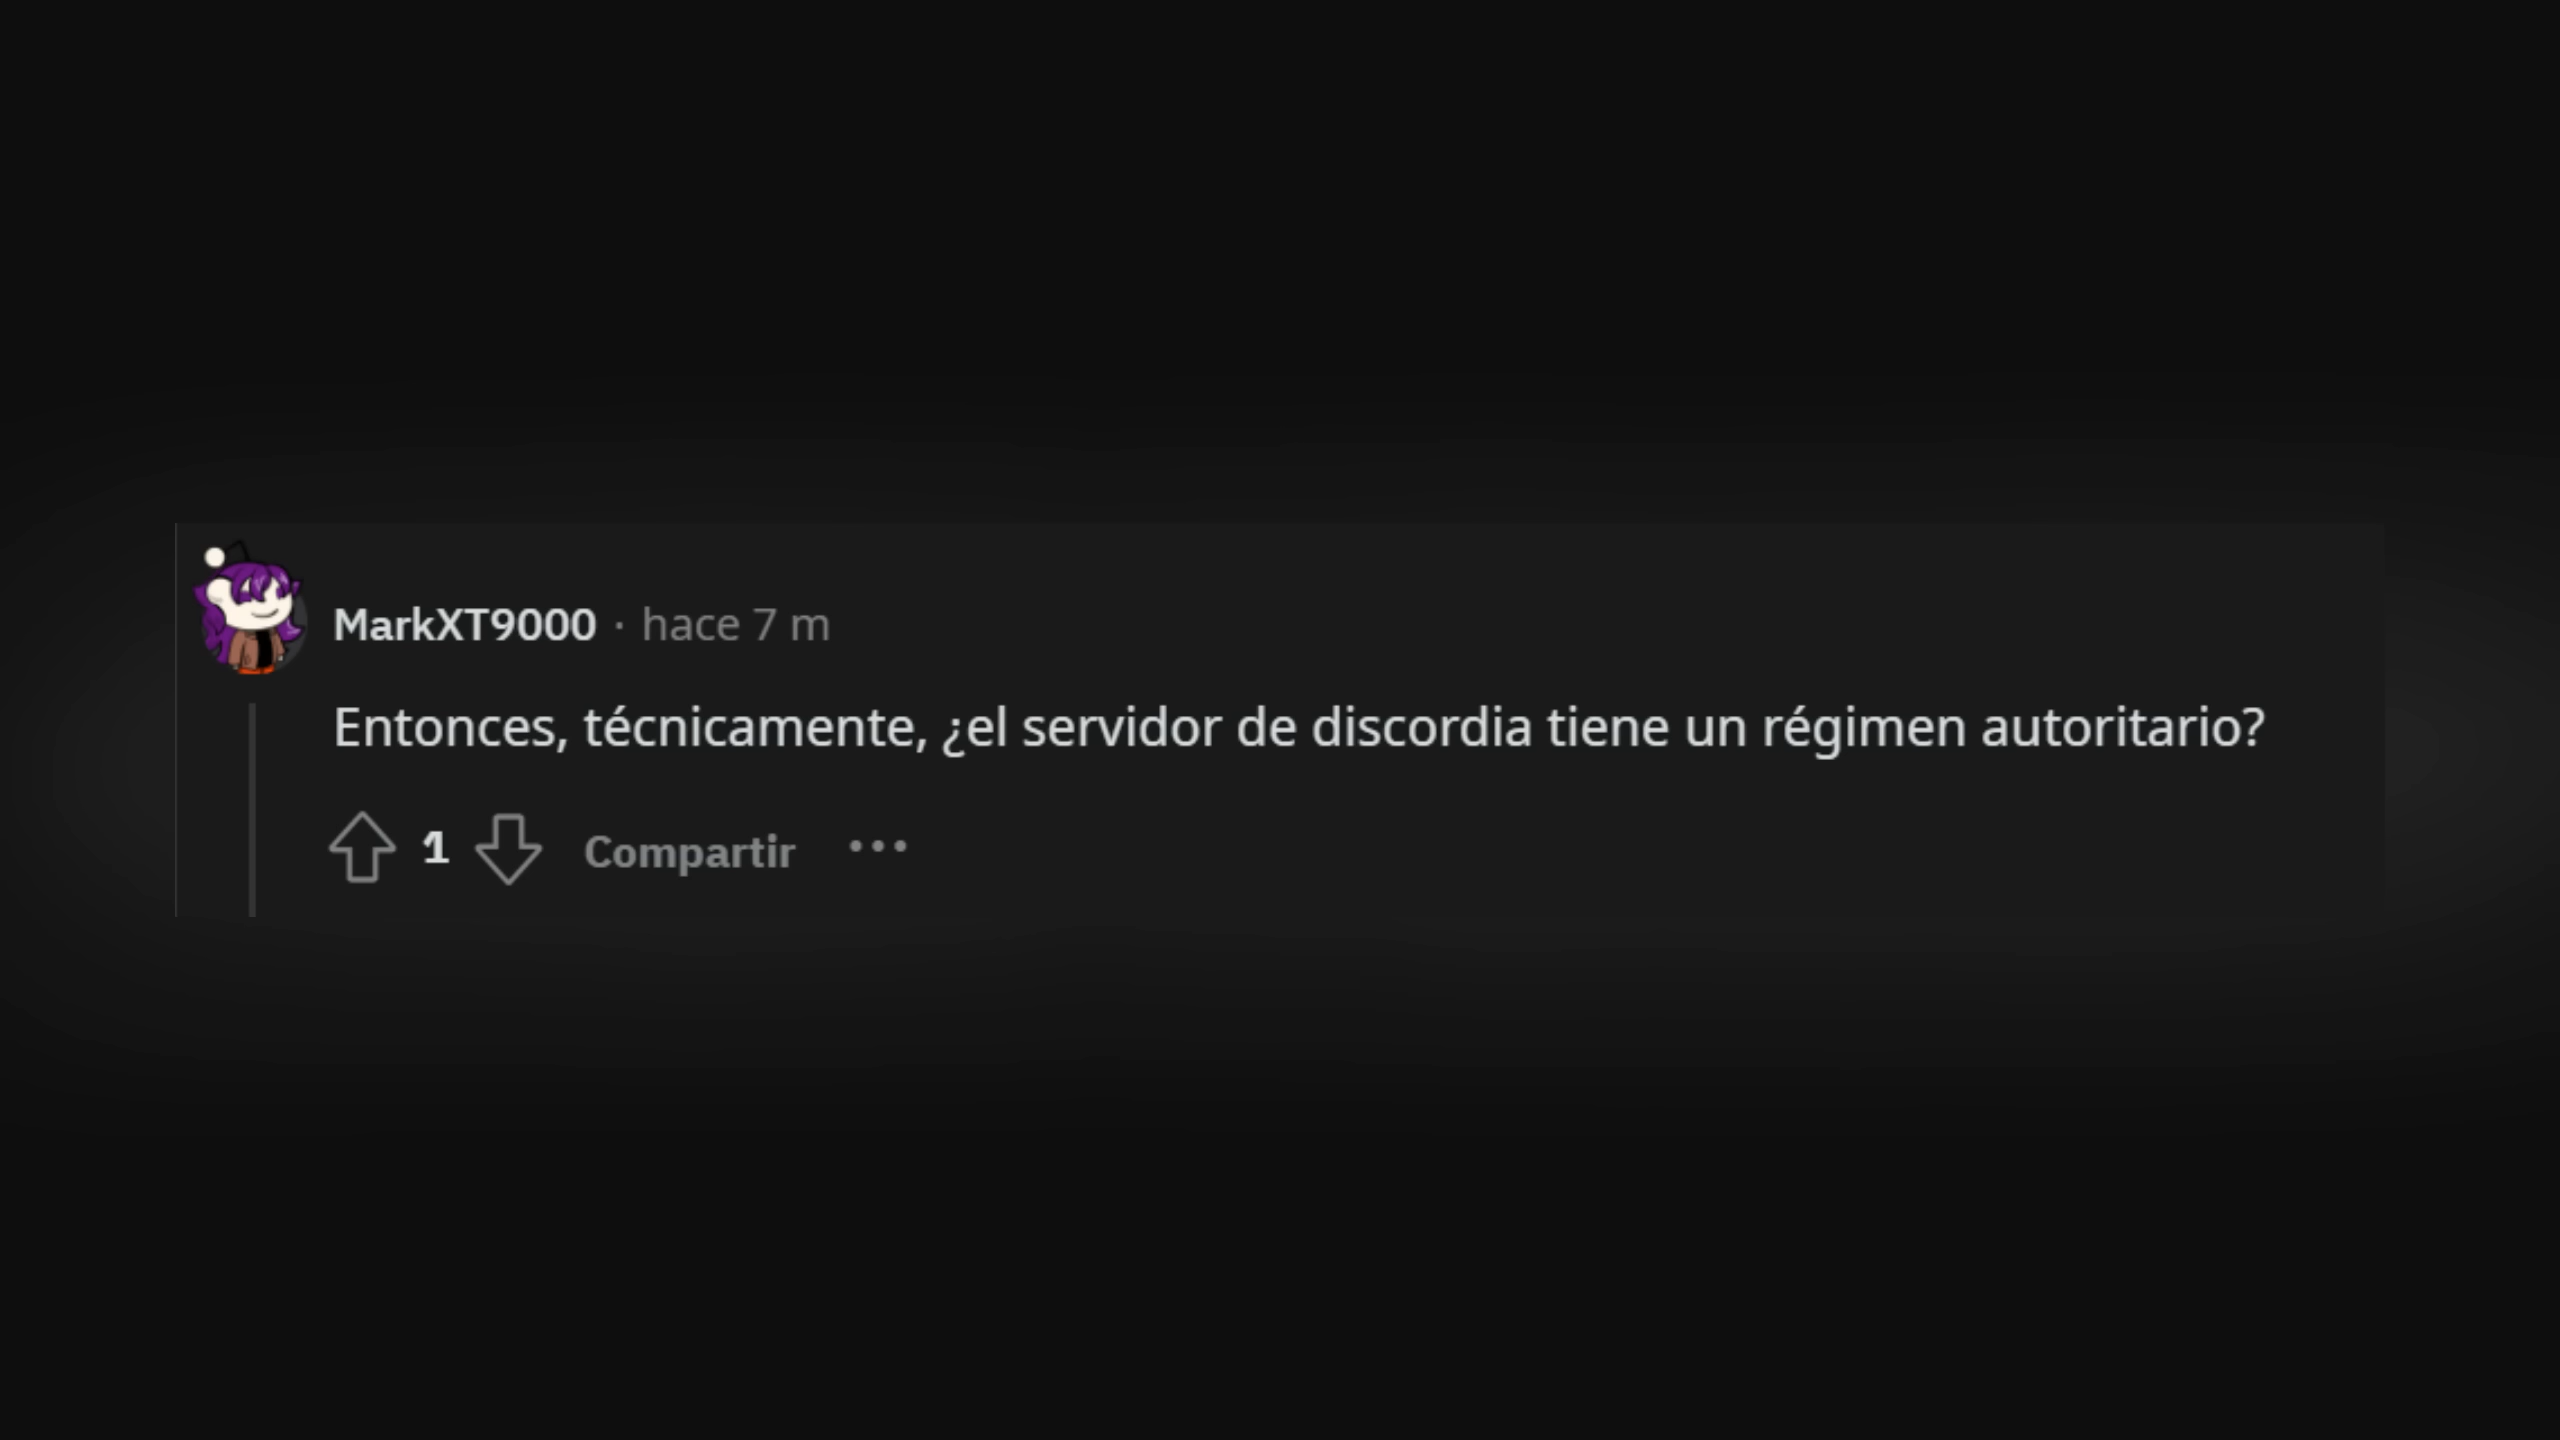 MarkXT9000 · hace 7 m
Entonces, técnicamente, ¿el servidor de discordia tiene un régimen autoritario?
1 Compartir ···